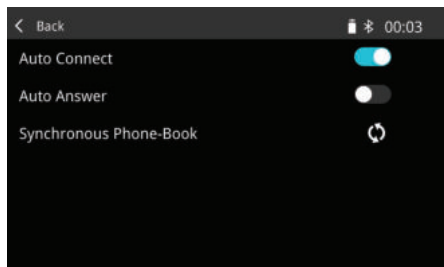 Back 00:03
Auto Connect
Auto Answer
Synchronous Phone-Book